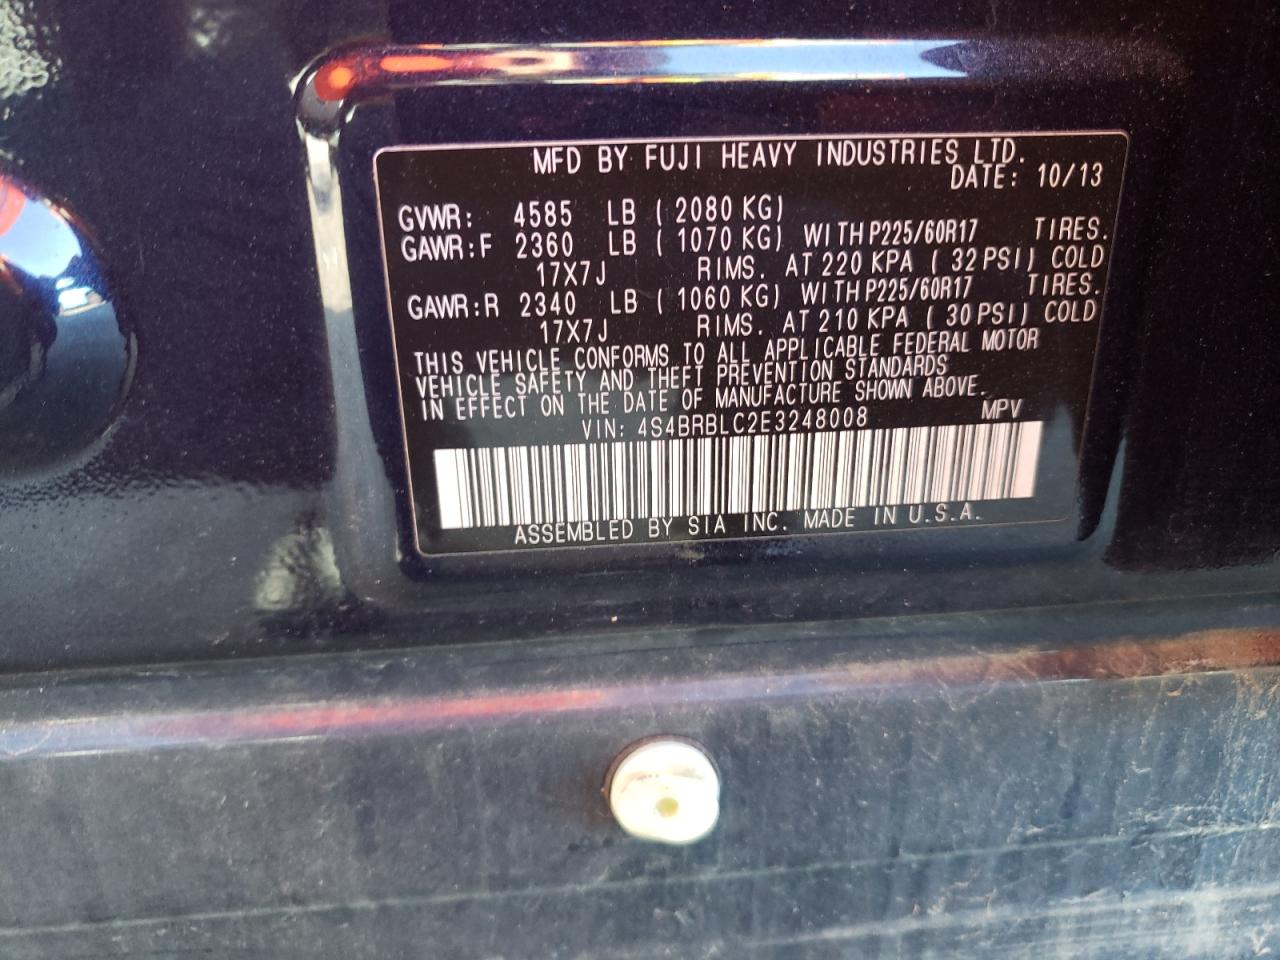 MFD BY FUJI HEAVY INDUSTRIES LTD.
DATE: 10/13
GVWR: 4585 LB ( 2080 KG)
GAWR:F 2360 LB ( 1070 KG) WITH P225/60R17 TIRES.
17X7J RIMS. AT 220 KPA ( 32 PSI) COLD
GAWR:R 2340 LB ( 1060 KG) WITH P225/60R17 TIRES.
17X7J RIMS. AT 210 KPA ( 30 PSI) COLD
THIS VEHICLE CONFORMS TO ALL APPLICABLE FEDERAL MOTOR
VEHICLE SAFETY AND THEFT PREVENTION STANDARDS
IN EFFECT ON THE DATE OF MANUFACTURE SHOWN ABOVE.
VIN: 4S4BRBLC2E3248008 MPV
ASSEMBLED BY SIA INC. MADE IN U.S.A.